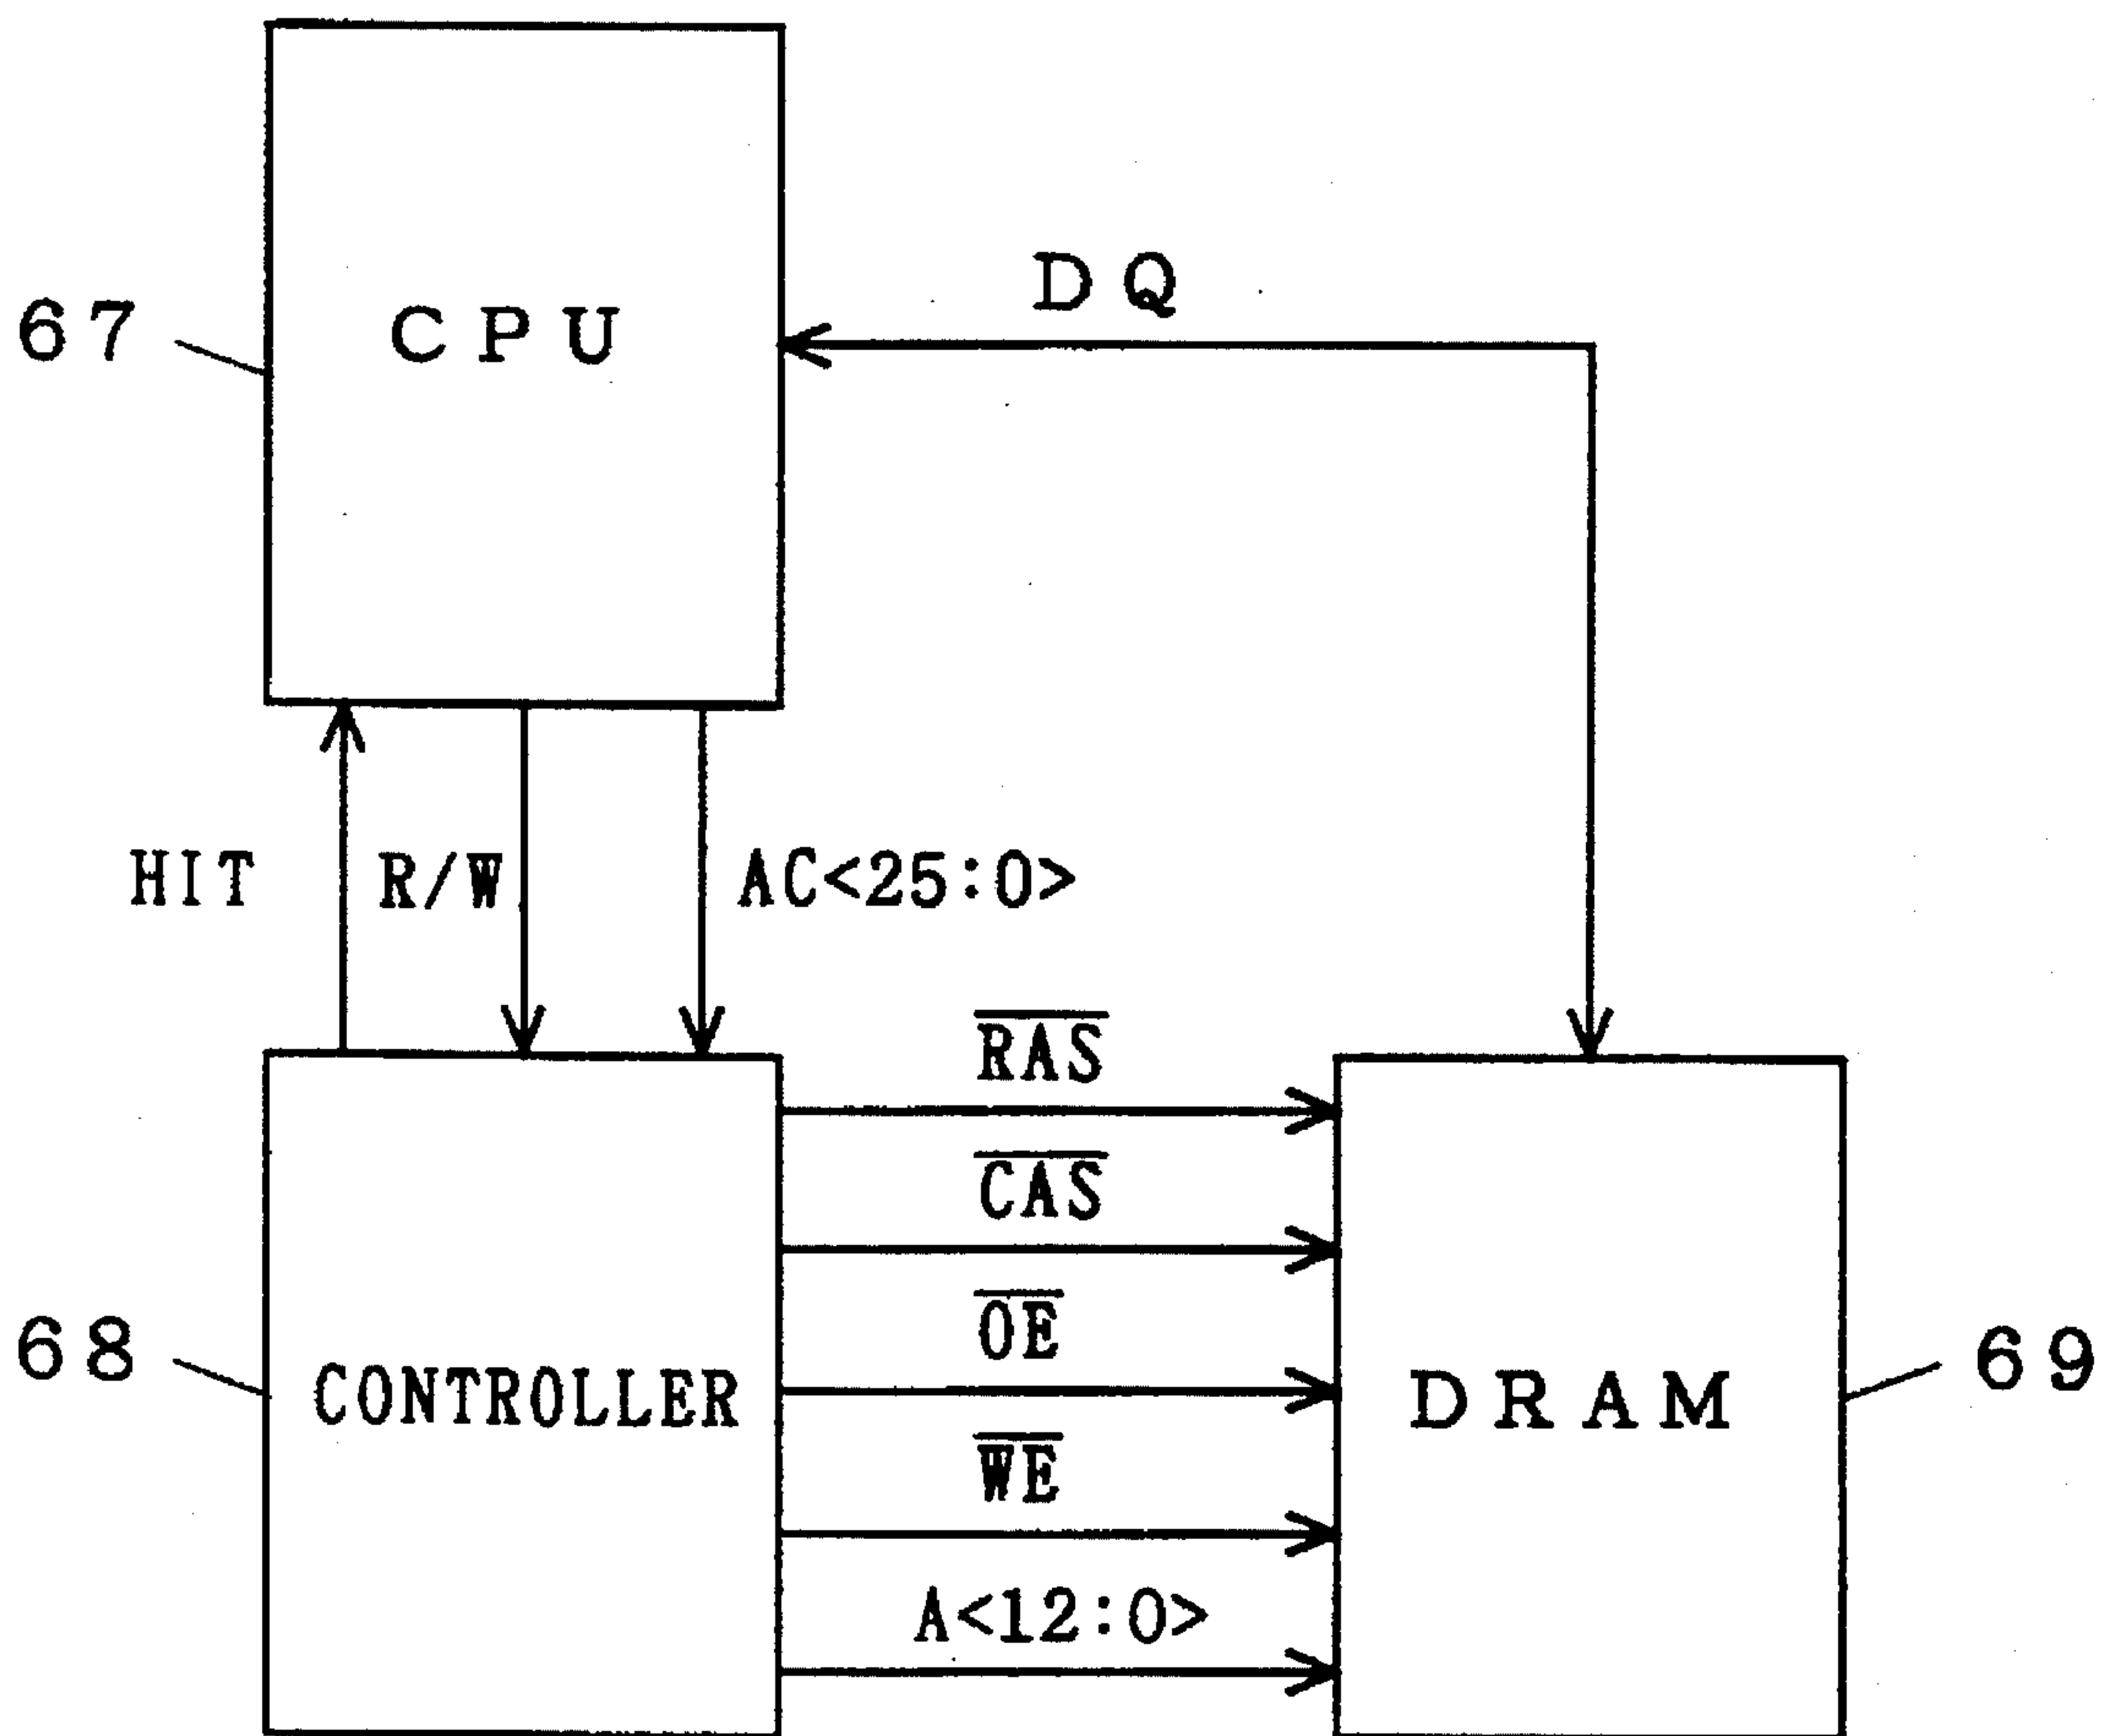 DQ
67
CPU
HIT
R/W
AC<25:0>
RAS
CAS
OE
WE
A<12:0>
68
CONTROLLER
DRAM
69